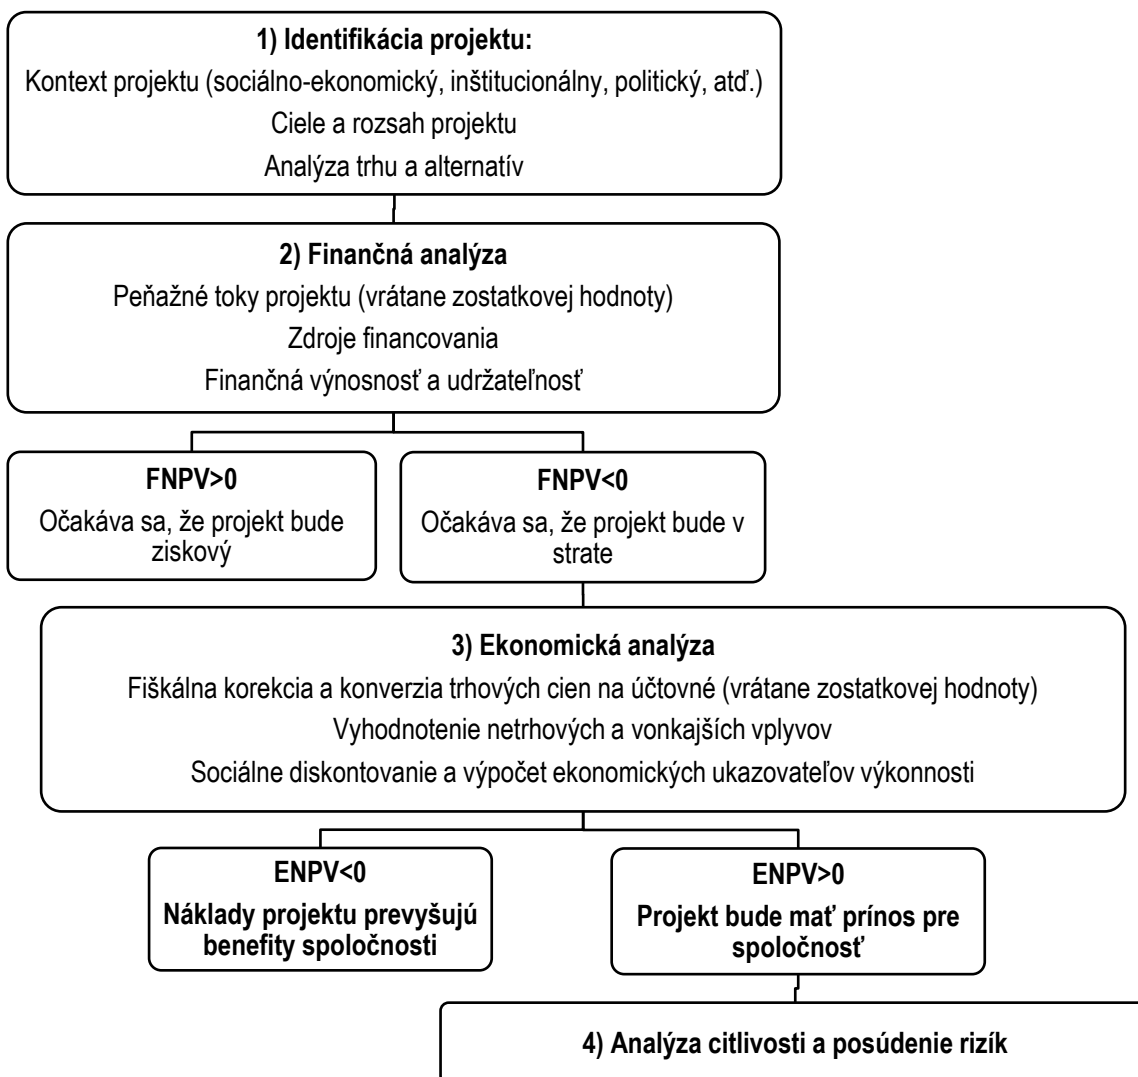 1) Identifikácia projektu:
Kontext projektu (sociálno-ekonomický, inštitucionálny, politický, atď.)
Ciele a rozsah projektu
Analýza trhu a alternatív
2) Finančná analýza
Peňažné toky projektu (vrátane zostatkovej hodnoty)
Zdroje financovania
Finančná výnosnosť a udržateľnosť
FNPV>0
Očakáva sa, že projekt bude
ziskový
FNPV<0
Očakáva sa, že projekt bude v
strate
3) Ekonomická analýza
Fiškálna korekcia a konverzia trhových cien na účtovné (vrátane zostatkovej hodnoty)
Vyhodnotenie netrhových a vonkajších vplyvov
Sociálne diskontovanie a výpočet ekonomických ukazovateľov výkonnosti
ENPV<0
Náklady projektu prevyšujú
benefity spoločnosti
ENPV>0
Projekt bude mať prínos pre
spoločnosť
4) Analýza citlivosti a posúdenie rizík